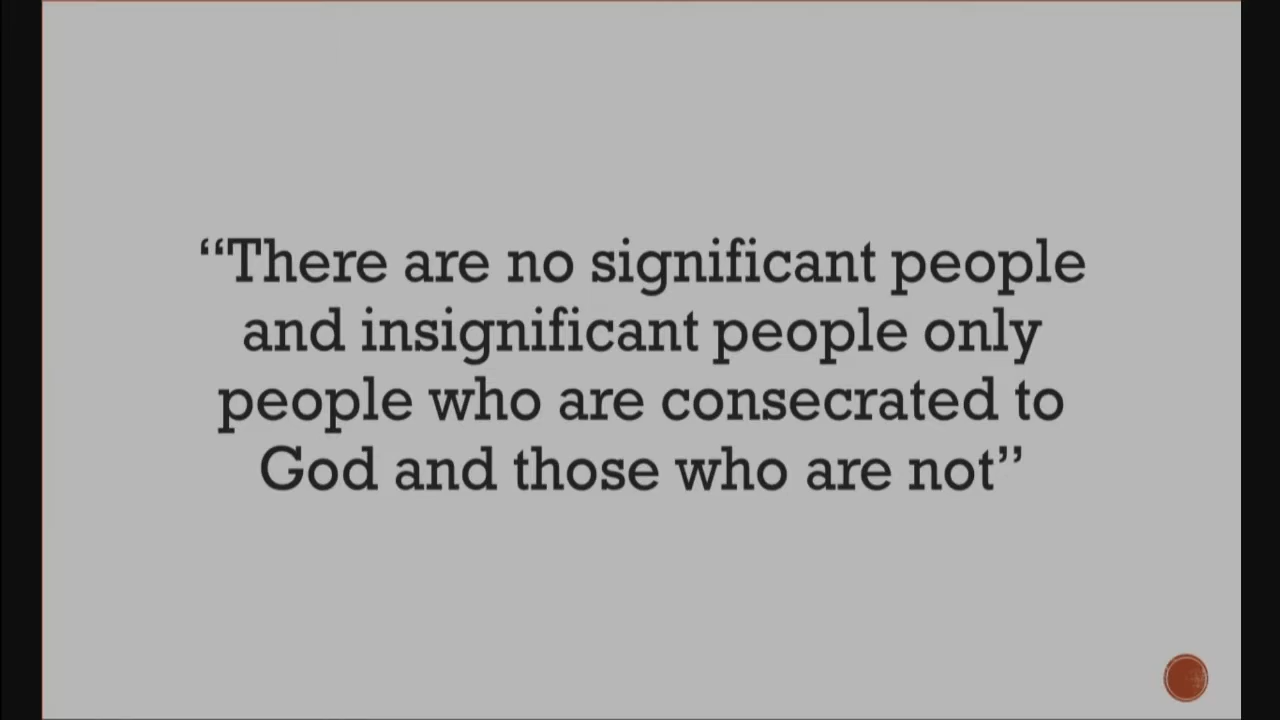 “There are no significant people
and insignificant people only
people who are consecrated to
God and those who are not”